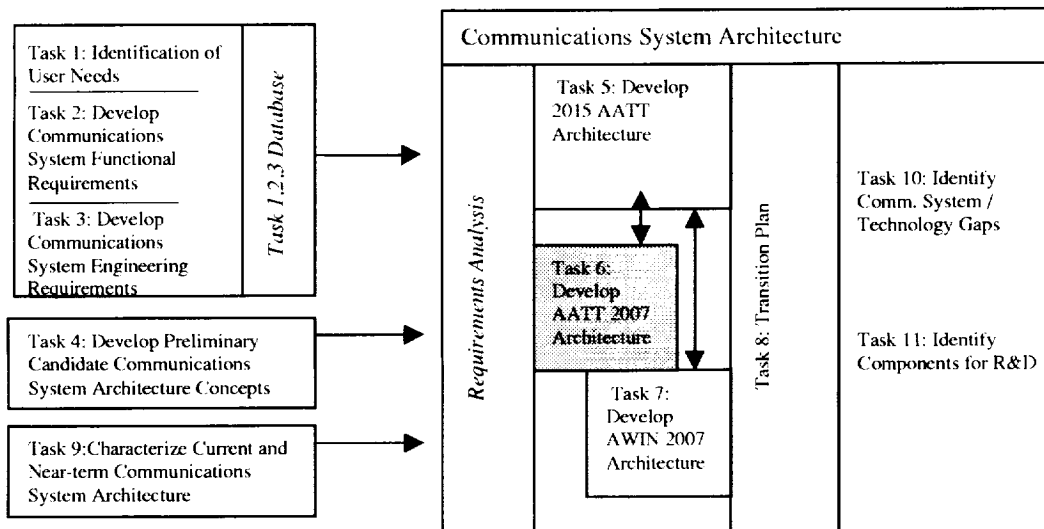 Task 1: Identification of
User Needs
Task 2: Develop
Communications
System Functional
Requirements
Task 3: Develop
Communications
System Engineering
Requirements
Task 1,2,3 Database
Task 4: Develop Preliminary
Candidate Communications
System Architecture Concepts
Task 9:Characterize Current and
Near-term Communications
System Architecture
Communications System Architecture
Requirements Analysis
Task 5: Develop
2015 AATT
Architecture
Task 6:
Develop
AATT 2007
Architecture
Task 7:
Develop
AWIN 2007
Architecture
Task 8: Transition Plan
Task 10: Identify
Comm. System /
Technology Gaps
Task 11: Identify
Components for R&D